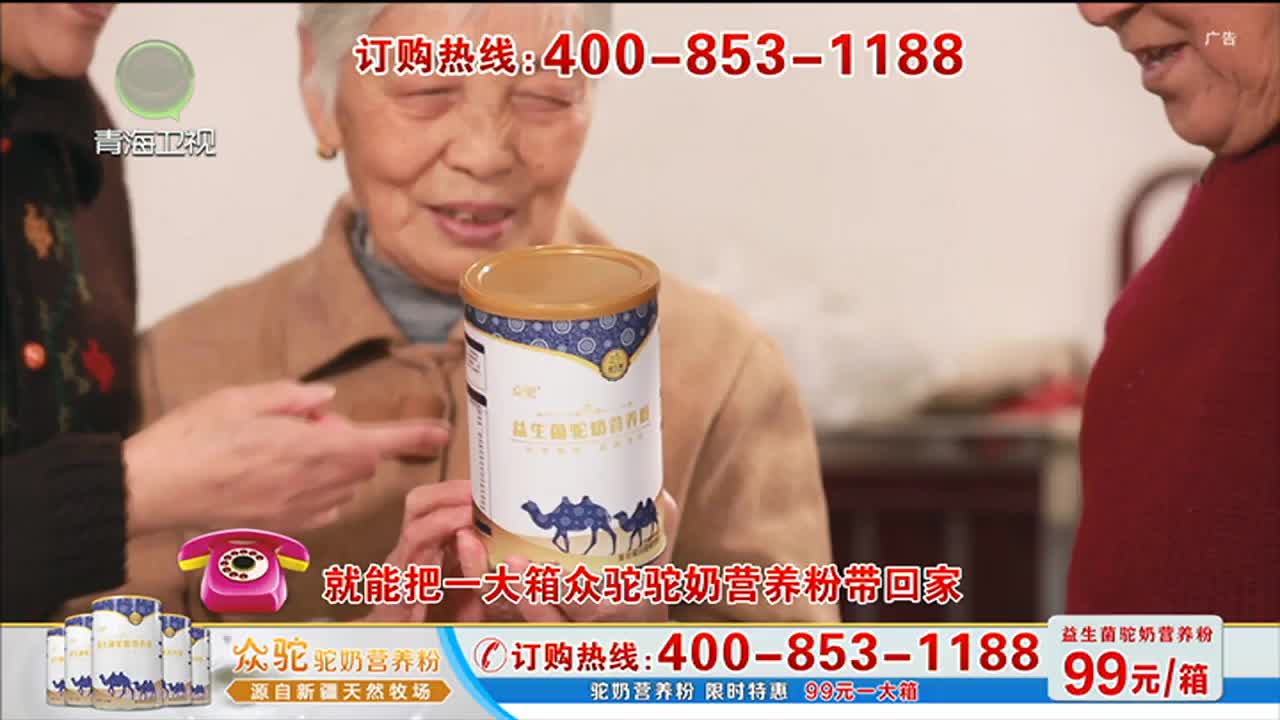 订购热线:400-853-1188
广告
青海卫视
益生菌驼奶营养粉
就能把一大箱众驼驼奶营养粉带回家
众驼 驼奶营养粉
源自新疆天然牧场
订购热线:400-853-1188
驼奶营养粉 限时特惠 99元一大箱
益生菌驼奶营养粉
99元/箱